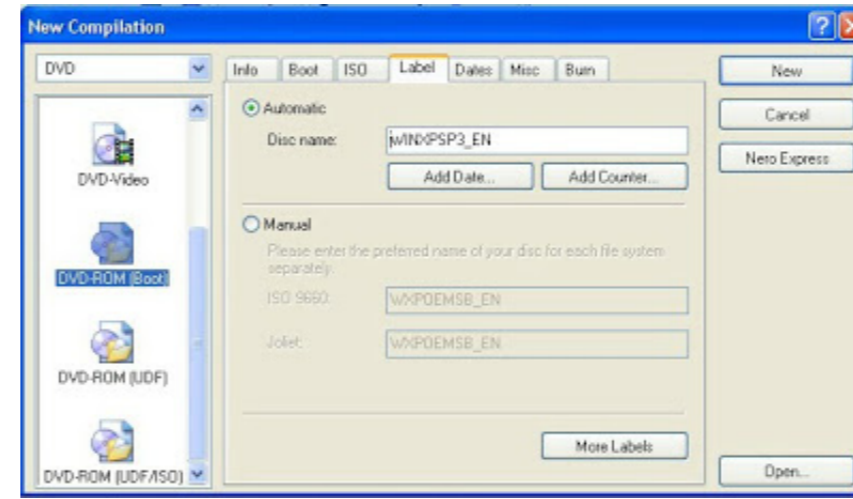 New Compilation
DVD
Info Boot ISO Label Dates Misc Burn
New
Automatic
Cancel
Disc name: WINXPSP3_EN
Nero Express
Add Date... Add Counter...
DVD-Video
Manual
Please enter the preferred name of your disc for each file system
separately.
DVD-ROM (Boot)
ISO 9660: WXPOEMSB_EN
Joliet: WXPOEMSB_EN
DVD-ROM (UDF)
More Labels
DVD-ROM (UDF/ISO)
Open...